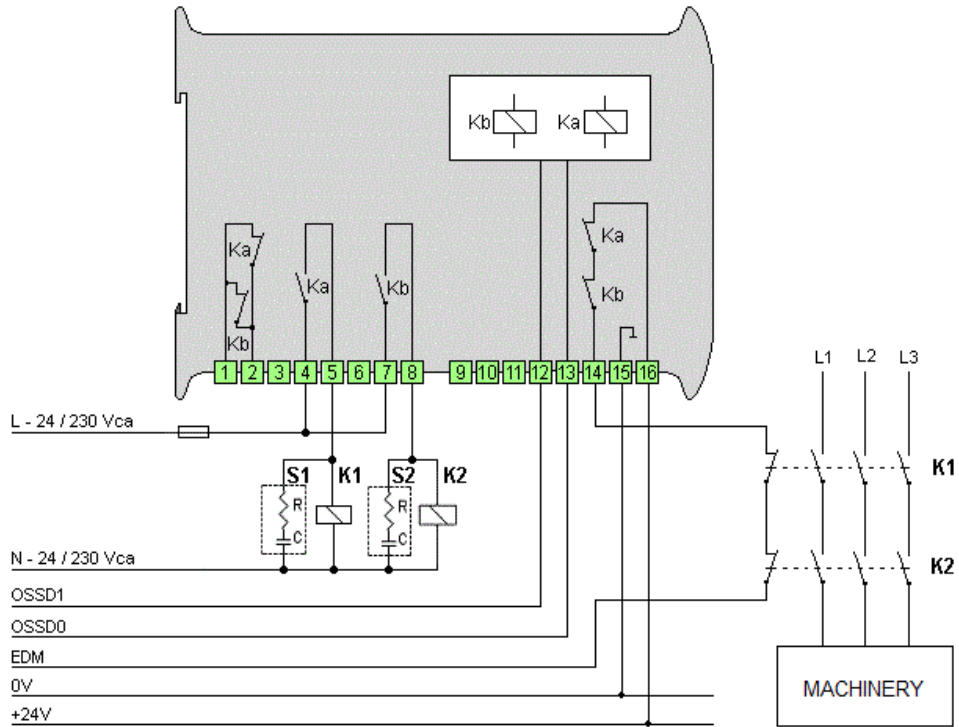 Kb Ka
Ka
Kb
Ka
Kb
Ka
Kb
1 2 3 4 5 6 7 8 9 10 11 12 13 14 15 16
L1 L2 L3
L - 24 / 230 Vca
S1 K1 S2 K2
R R
C C
K1
N - 24 / 230 Vca
K2
OSSD1
OSSD0
EDM
0V
+24V
MACHINERY